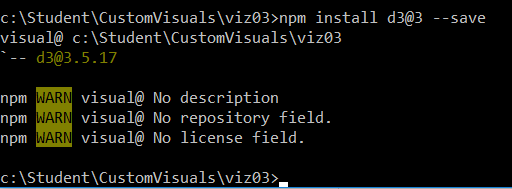 c:\Student\CustomVisuals\viz03>npm install d3@3 --save
visual@ c:\Student\CustomVisuals\viz03
`-- d3@3.5.17
npm WARN visual@ No description
npm WARN visual@ No repository field.
npm WARN visual@ No license field.
c:\Student\CustomVisuals\viz03>_